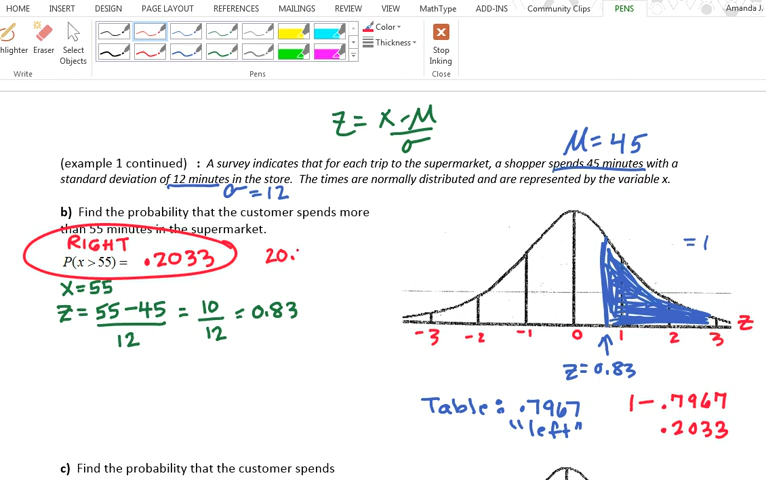 HOME INSERT DESIGN PAGE LAYOUT REFERENCES MAILINGS REVIEW VIEW MathType ADD-INS Community Clips PENS Amanda J.
hlighter Eraser Select Objects
Color
Thickness
Stop Inking
Write Pens Close
z = x - μ / σ
μ = 45
(example 1 continued) : A survey indicates that for each trip to the supermarket, a shopper spends 45 minutes with a
standard deviation of 12 minutes in the store. The times are normally distributed and are represented by the variable x.
σ = 12
b) Find the probability that the customer spends more
than 55 minutes in the supermarket.
RIGHT
P(x > 55) = .2033
20.
x = 55
z = 55 - 45 / 12 = 10 / 12 = 0.83
= 1
-3 -2 -1 0 1 2 3 z
z = 0.83
Table: .7967
"left"
1 - .7967
.2033
c) Find the probability that the customer spends